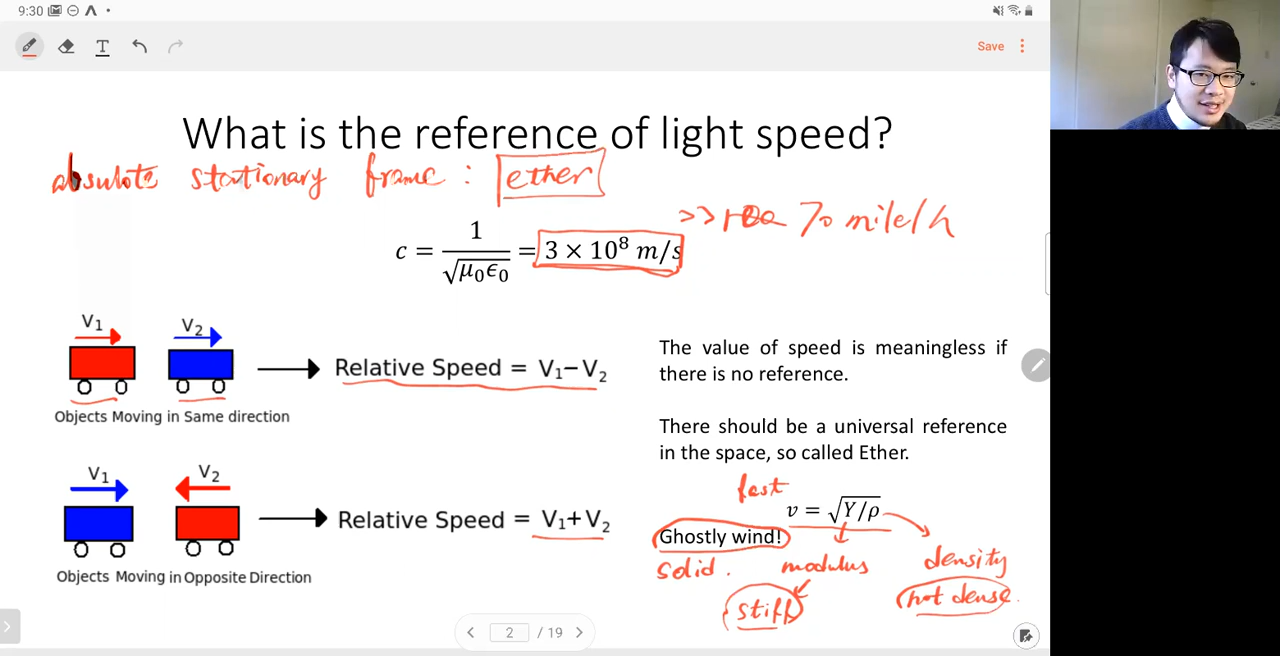 9:30
Save
What is the reference of light speed?
absolute stationary frame : ether
>> 70 mile/h
c = 1/√μ₀ϵ₀ = 3 × 10⁸ m/s
V₁ V₂
Relative Speed = V₁−V₂
Objects Moving in Same direction
V₁ V₂
Relative Speed = V₁+V₂
Objects Moving in Opposite Direction
The value of speed is meaningless if
there is no reference.
There should be a universal reference
in the space, so called Ether.
fast
v = √Y/ρ
Ghostly wind!
solid. modulus density
stiff not dense.
2 / 19